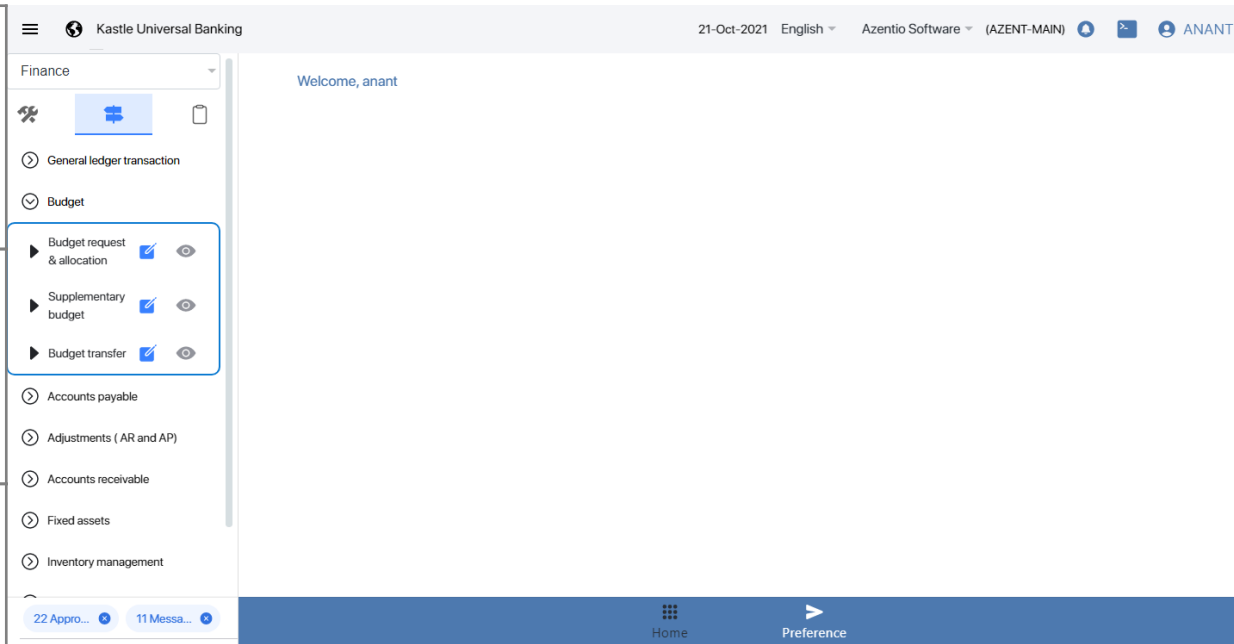 Kastle Universal Banking
21-Oct-2021 English Azentio Software (AZENT-MAIN) >_ ANANT
Finance
Welcome, anant
General ledger transaction
Budget
Budget request
& allocation
Supplementary
budget
Budget transfer
Accounts payable
Adjustments ( AR and AP)
Accounts receivable
Fixed assets
Inventory management
22 Appro... 11 Messa...
Home Preference